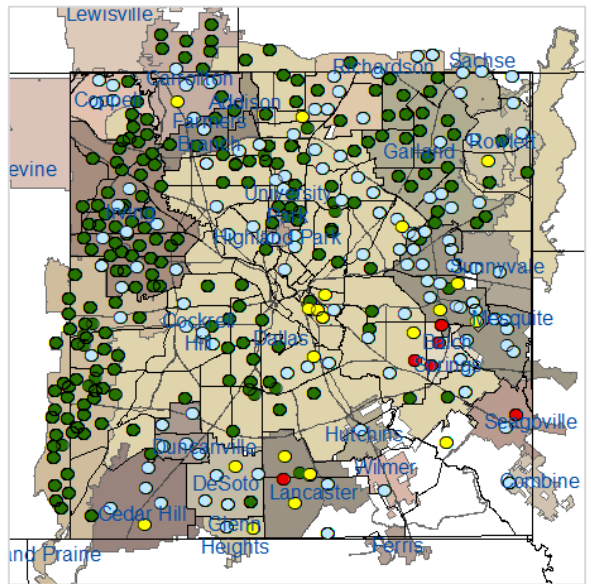 Lewisville
Richardson
Sachse
Carrollton
Coppell
Addison
Farmers
Branch
Rowlett
Garland
evine
University
Park
Irving
Highland Park
Sunnyvale
Cockrell
Hill
Dallas
Mesquite
Balch
Springs
Seagoville
Hutchins
Duncanville
Wilmer
DeSoto
Lancaster
Combine
Cedar Hill
Glenn
Heights
Ferris
and Prairie